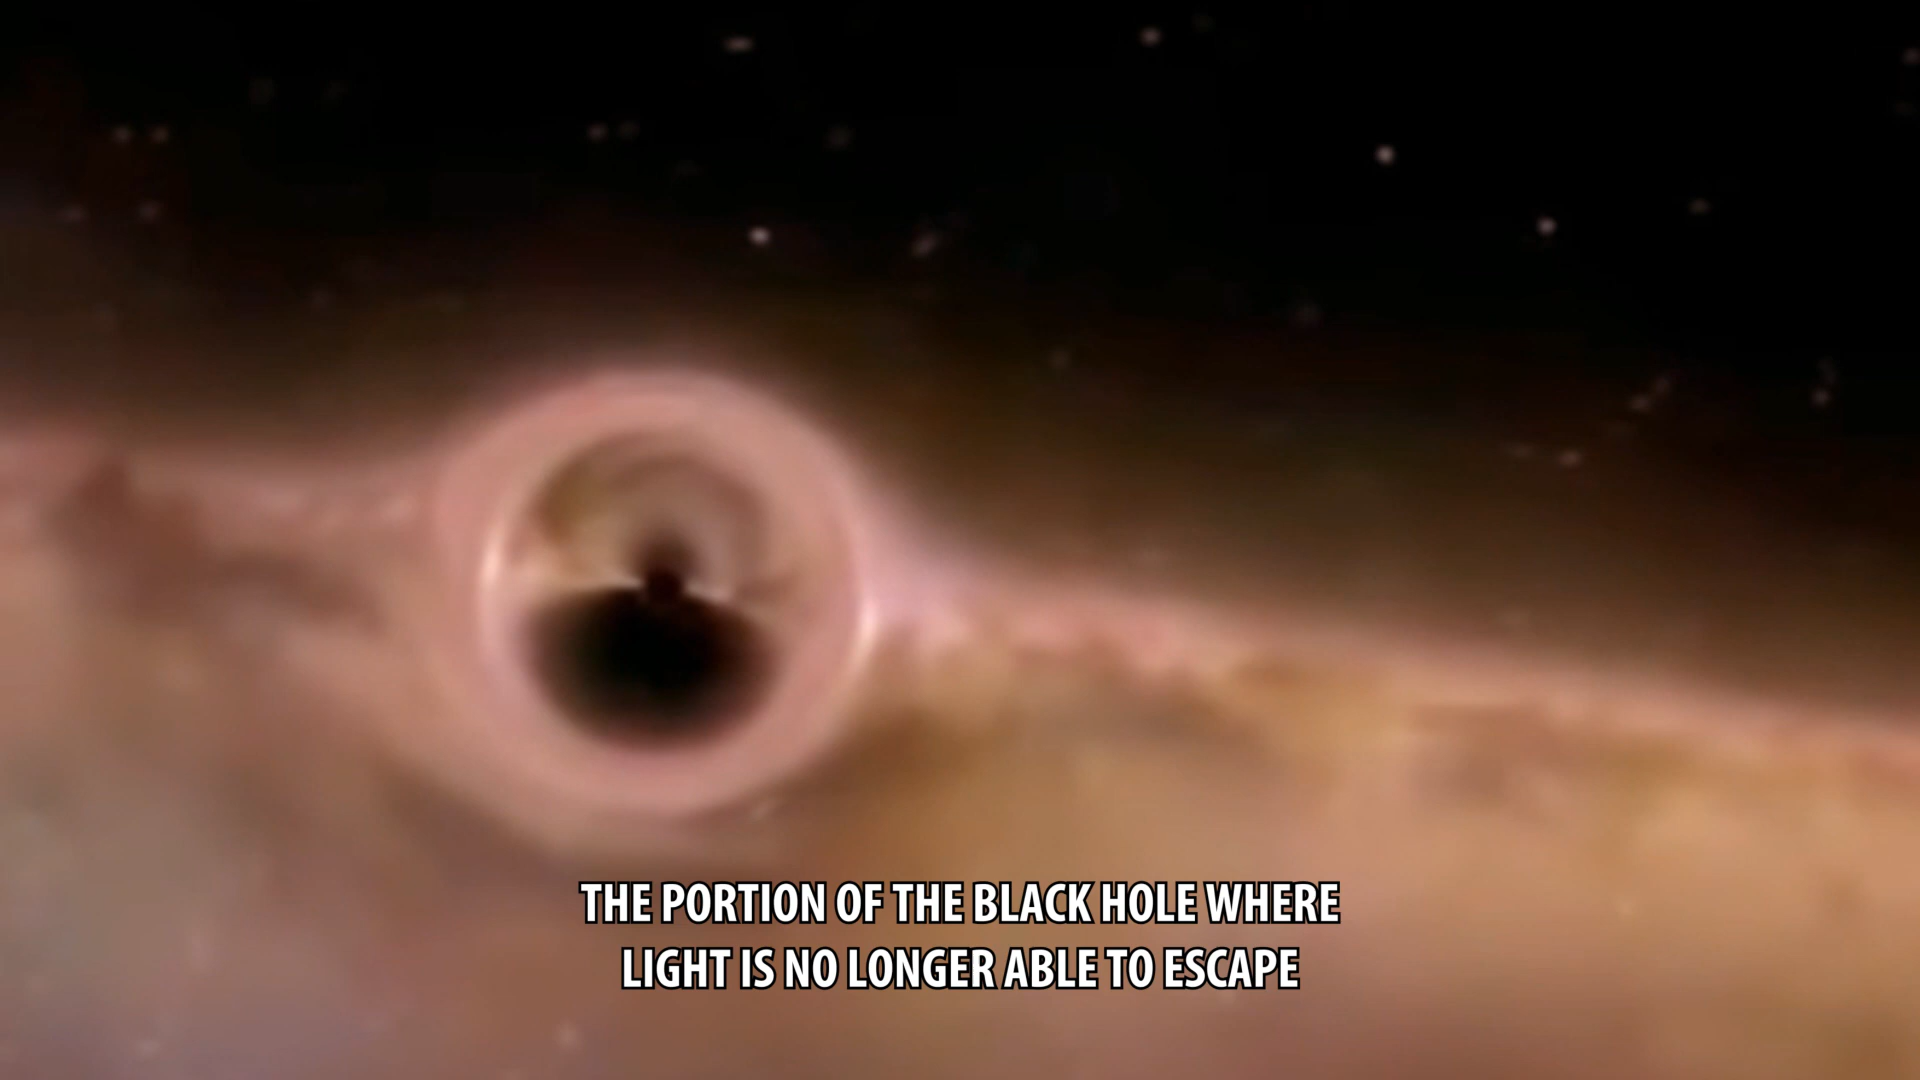 THE PORTION OF THE BLACK HOLE WHERE
LIGHT IS NO LONGER ABLE TO ESCAPE